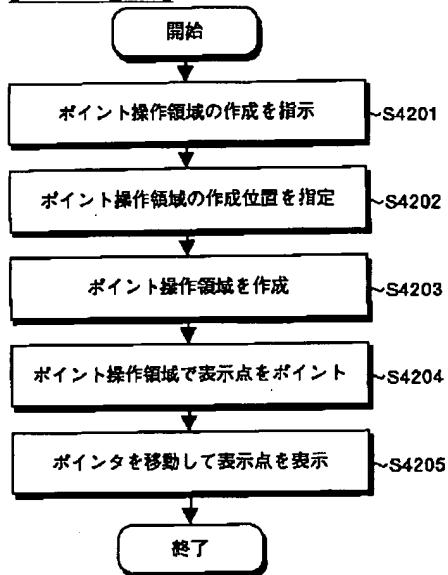 開始
ポイント操作領域の作成を指示
S4201
ポイント操作領域の作成位置を指定
S4202
ポイント操作領域を作成
S4203
ポイント操作領域で表示点をポイント
S4204
ポインタを移動して表示点を表示
S4205
終了